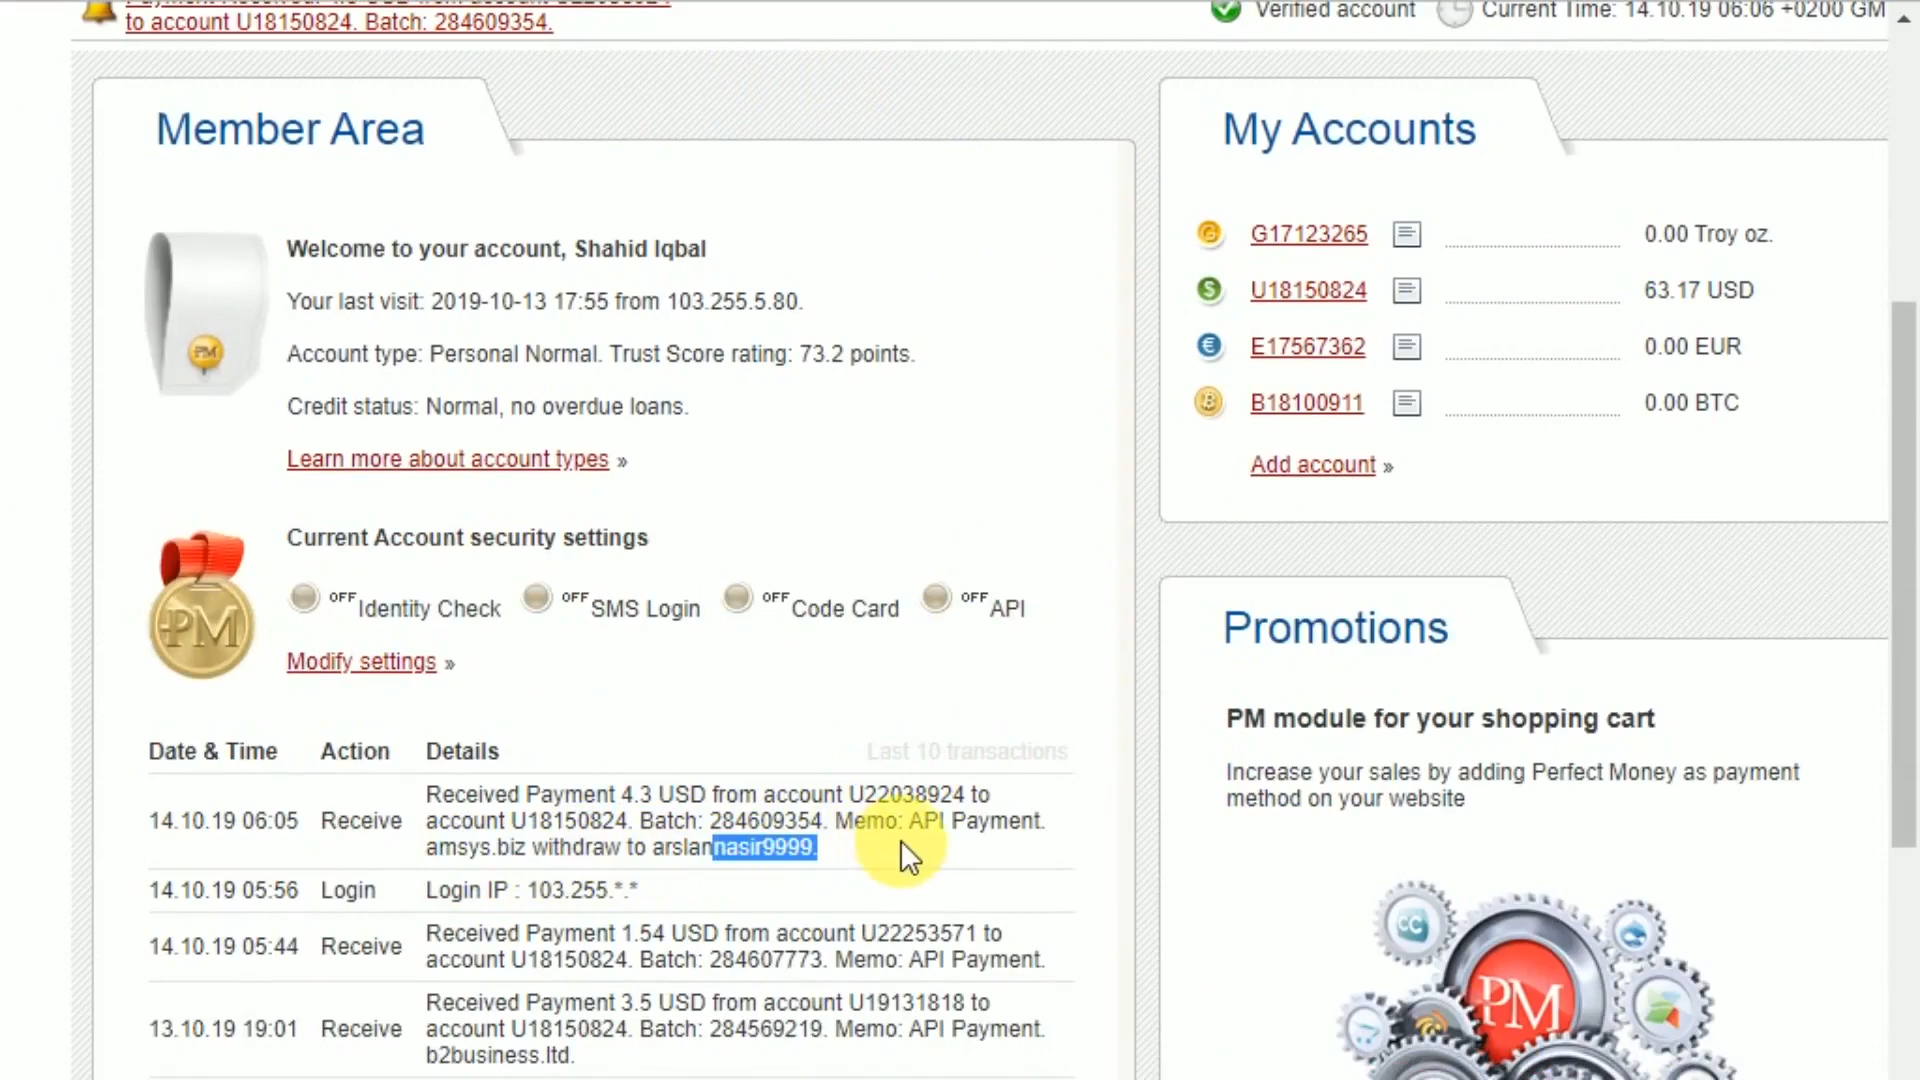 to account U18150824. Batch: 284609354.
Verified account
Current Time: 14.10.19 06:06 +0200 GM
Member Area
Welcome to your account, Shahid Iqbal
Your last visit: 2019-10-13 17:55 from 103.255.5.80.
Account type: Personal Normal. Trust Score rating: 73.2 points.
Credit status: Normal, no overdue loans.
Learn more about account types »
Current Account security settings
OFF Identity Check OFF SMS Login OFF Code Card OFF API
Modify settings »
Date & Time Action Details Last 10 transactions
14.10.19 06:05 Receive Received Payment 4.3 USD from account U22038924 to
account U18150824. Batch: 284609354. Memo: API Payment.
amsys.biz withdraw to arslannasir9999.
14.10.19 05:56 Login Login IP : 103.255.*.*
14.10.19 05:44 Receive Received Payment 1.54 USD from account U22253571 to
account U18150824. Batch: 284607773. Memo: API Payment.
13.10.19 19:01 Receive Received Payment 3.5 USD from account U19131818 to
account U18150824. Batch: 284569219. Memo: API Payment.
b2business.ltd.
My Accounts
G17123265 0.00 Troy oz.
U18150824 63.17 USD
E17567362 0.00 EUR
B18100911 0.00 BTC
Add account »
Promotions
PM module for your shopping cart
Increase your sales by adding Perfect Money as payment
method on your website
PM
PM
PM
CC